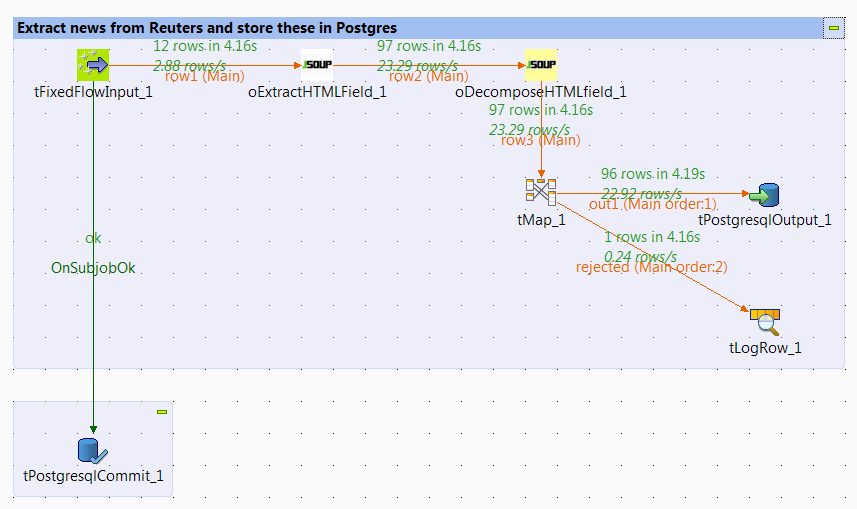 Extract news from Reuters and store these in Postgres
12 rows in 4.16s
2.88 rows/s
row1 (Main)
97 rows in 4.16s
23.29 rows/s
row2 (Main)
JSOUP
JSOUP
tFixedFlowInput_1
oExtractHTMLField_1
oDecomposeHTMLfield_1
97 rows in 4.16s
23.29 rows/s
row3 (Main)
96 rows in 4.19s
22.92 rows/s
out1 (Main order:1)
tMap_1
tPostgresqlOutput_1
1 rows in 4.16s
0.24 rows/s
rejected (Main order:2)
ok
OnSubjobOk
tLogRow_1
tPostgresqlCommit_1